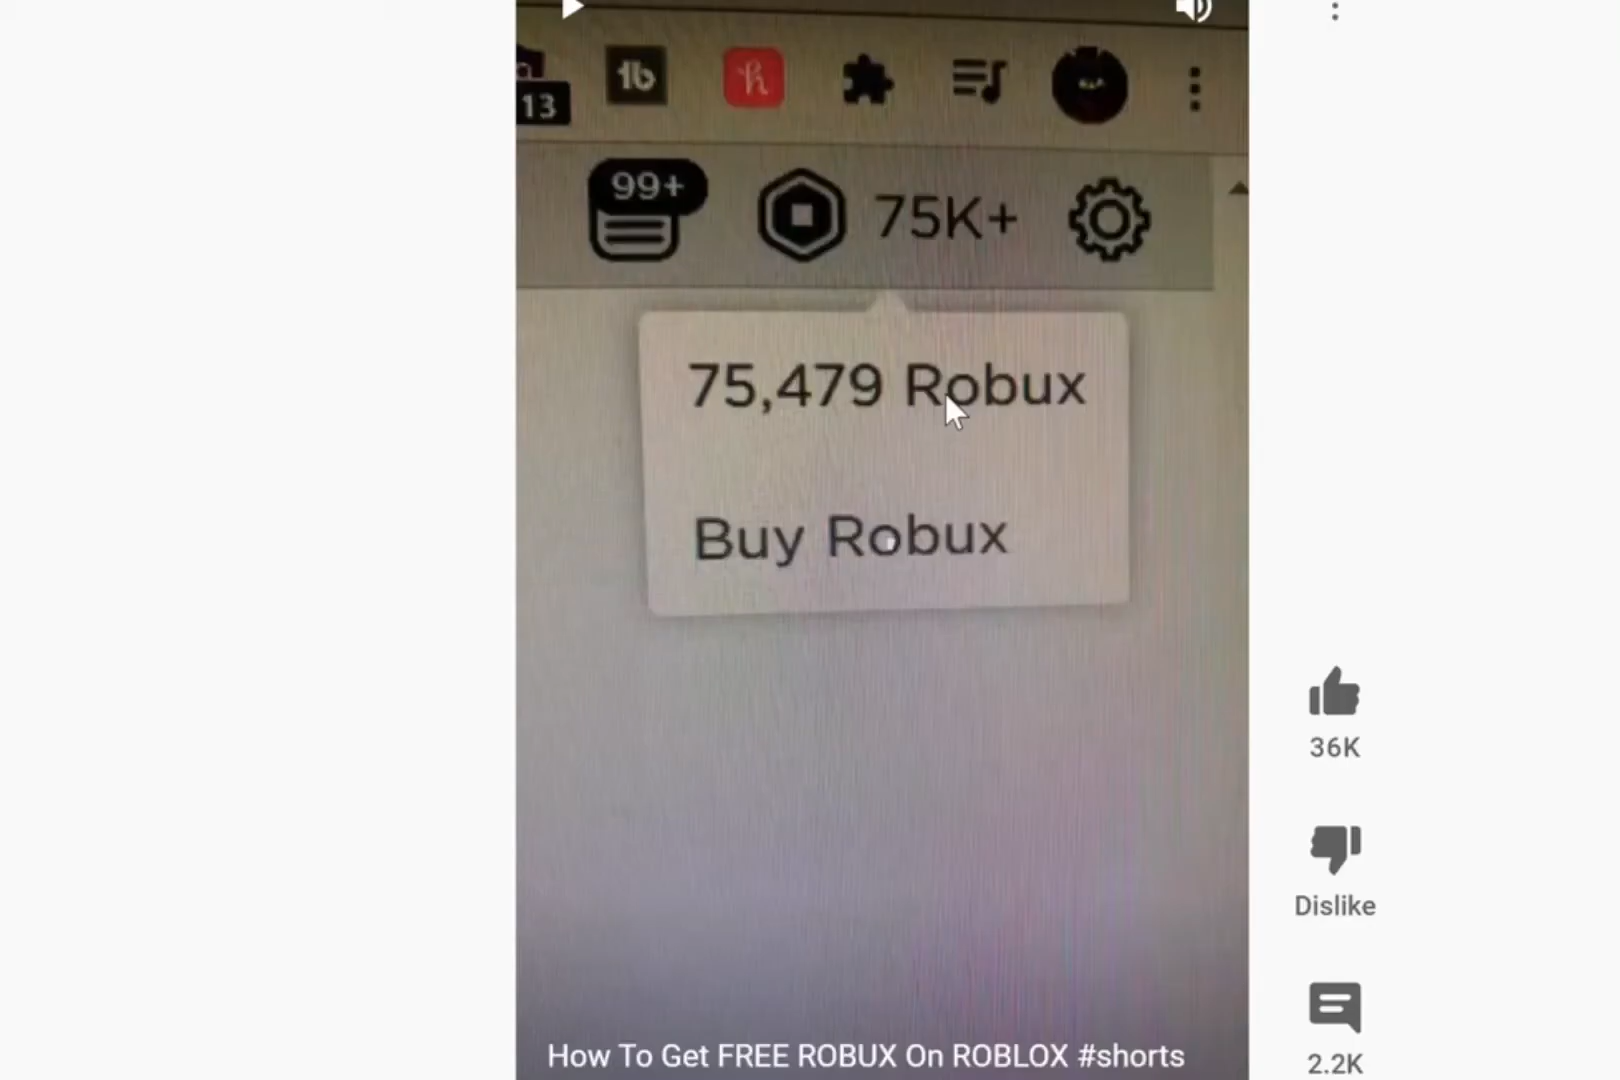 13
99+
75K+
75,479 Robux
Buy Robux
36K
Dislike
2.2K
How To Get FREE ROBUX On ROBLOX #shorts